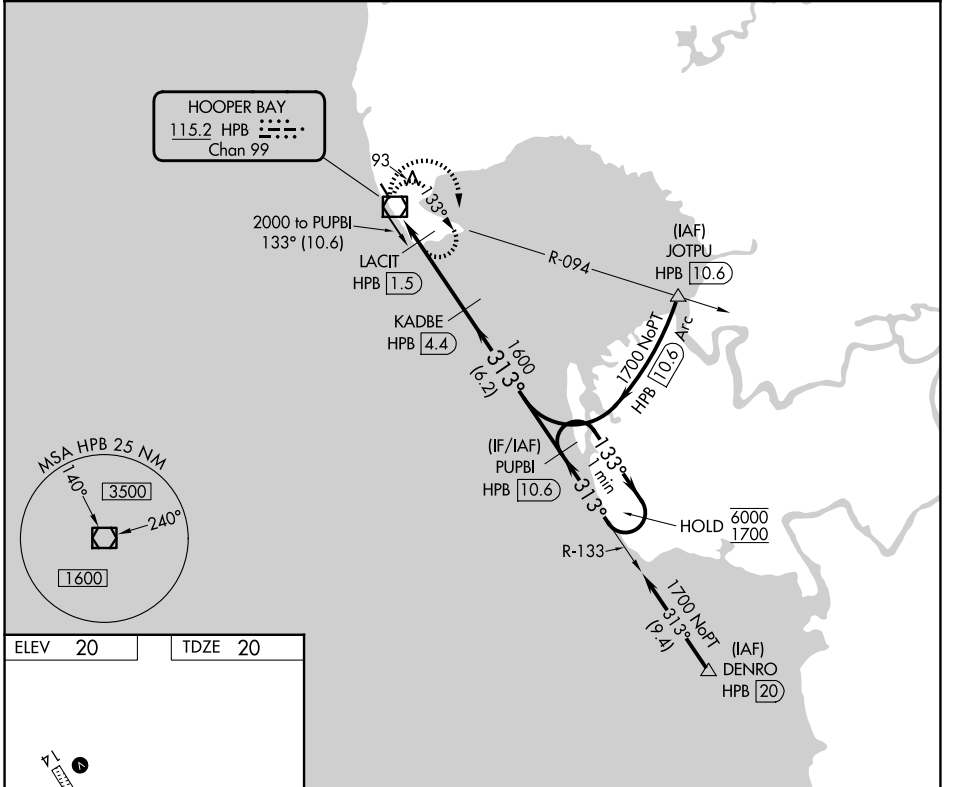 HOOPER BAY
115.2 HPB
Chan 99
93
133°
2000 to PUPBI
133° (10.6)
LACIT
HPB 1.5
KADBE
HPB 4.4
R-094
(IAF)
JOTPU
HPB 10.6
1700 NoPT
HPB 10.6 Arc
1600
313°
(6.2)
(IF/IAF)
PUPBI
HPB 10.6
133°
1 min
313°
HOLD 6000
1700
R-133
1700 NoPT
313°
(9.4)
(IAF)
DENRO
HPB 20
MSA HPB 25 NM
140°
3500
240°
1600
ELEV 20
TDZE 20
14
V